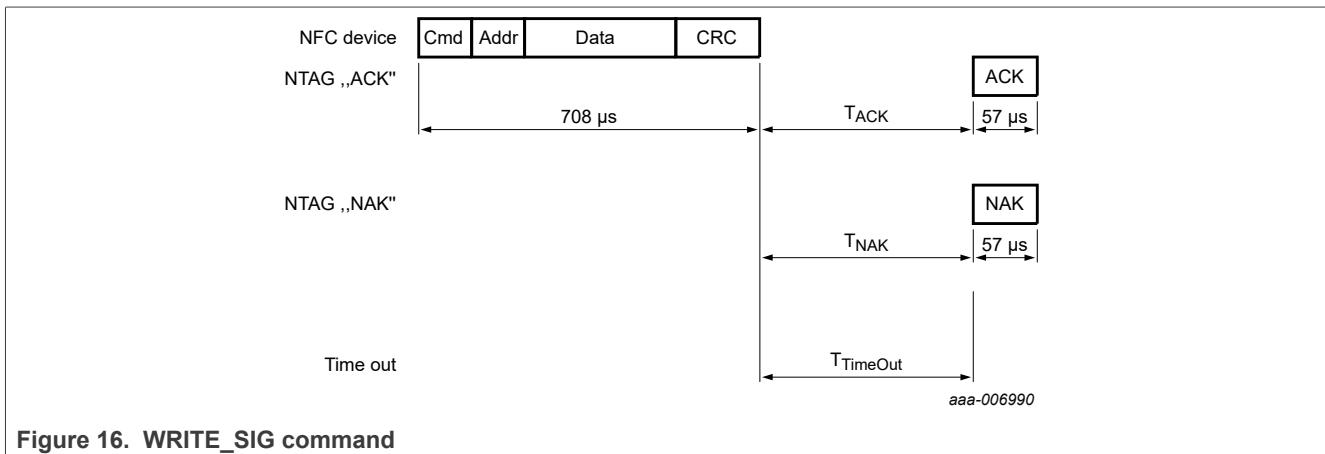 NFC device Cmd Addr Data CRC
NTAG ,,ACK" ACK
708 µs TACK 57 µs
NTAG ,,NAK" NAK
TNAK 57 µs
Time out TTimeOut
aaa-006990
Figure 16. WRITE_SIG command